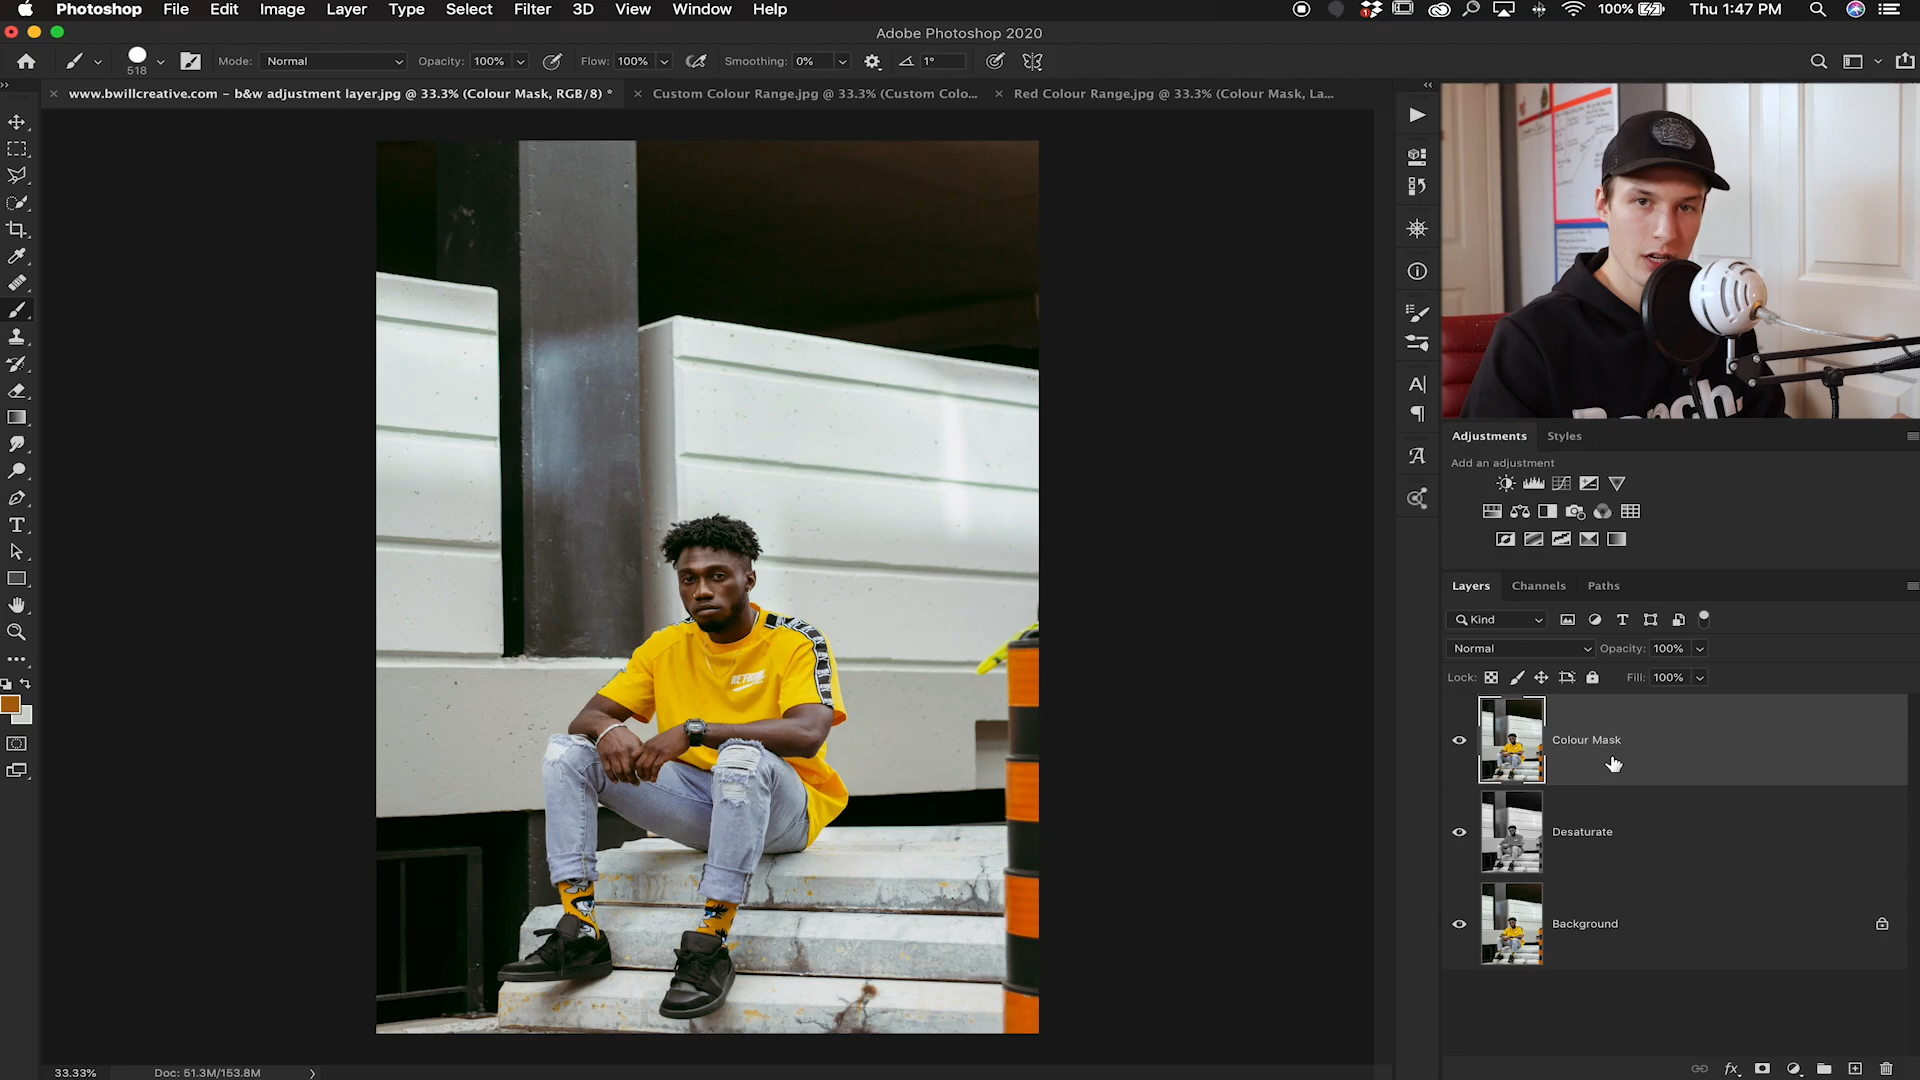 Photoshop File Edit Image Layer Type Select Filter 3D View Window Help 1 100% Thu 1:47 PM
Adobe Photoshop 2020
518 Mode: Normal Opacity: 100% Flow: 100% Smoothing: 0% 1°
www.bwillcreative.com - b&w adjustment layer.jpg @ 33.3% (Colour Mask, RGB/8) * Custom Colour Range.jpg @ 33.3% (Custom Colo... Red Colour Range.jpg @ 33.3% (Colour Mask, La...
Adjustments Styles
Add an adjustment
Layers Channels Paths
Kind
Normal Opacity: 100%
Lock: Fill: 100%
Colour Mask
Desaturate
Background
33.33% Doc: 51.3M/153.8M